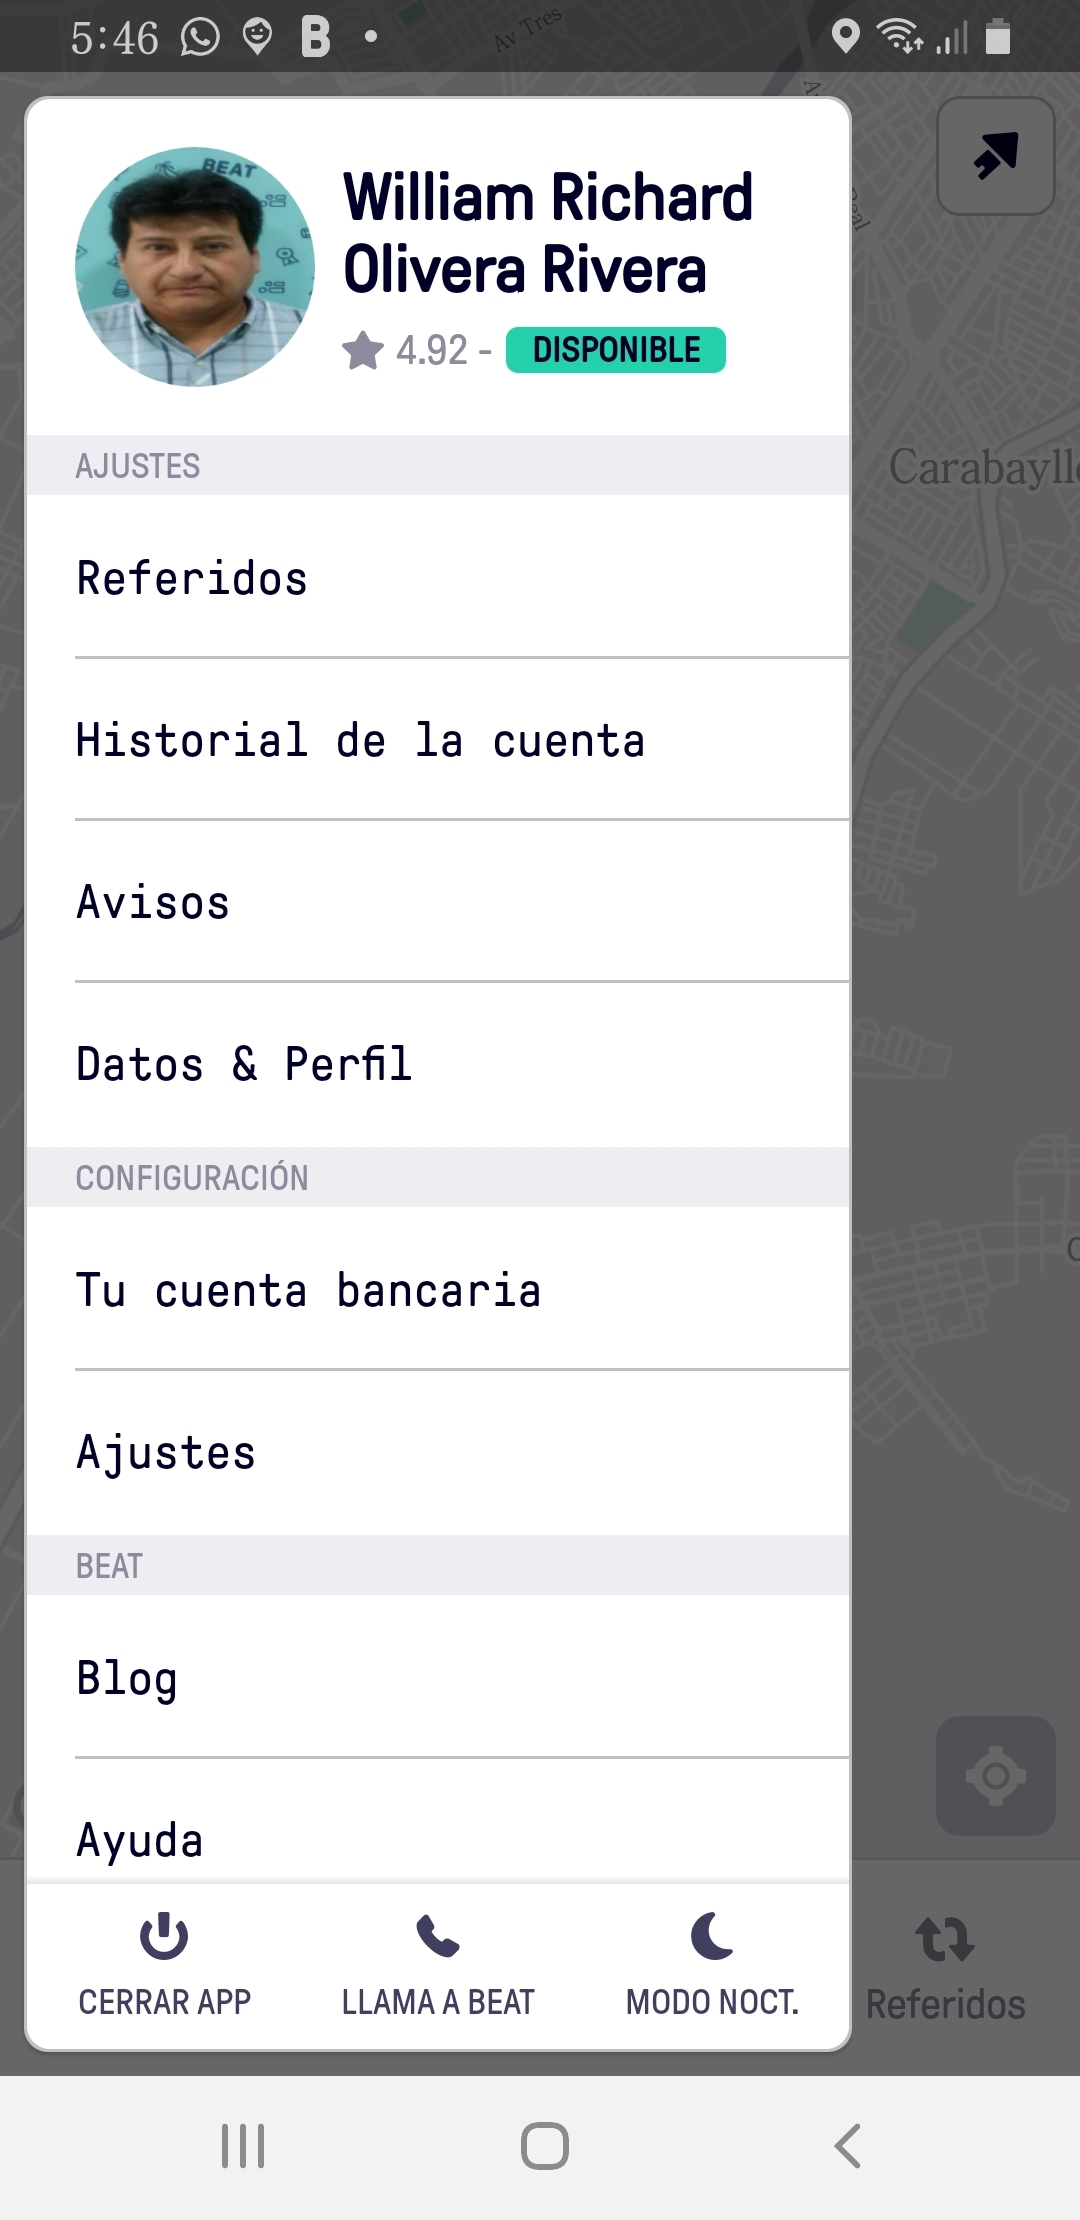 5:46
Av Tres
BEAT
William Richard
Olivera Rivera
4.92 - DISPONIBLE
AJUSTES
Carabayll
Referidos
Historial de la cuenta
Avisos
Datos & Perfil
CONFIGURACIÓN
Tu cuenta bancaria
Ajustes
BEAT
Blog
Ayuda
CERRAR APP
LLAMA A BEAT
MODO NOCT.
Referidos